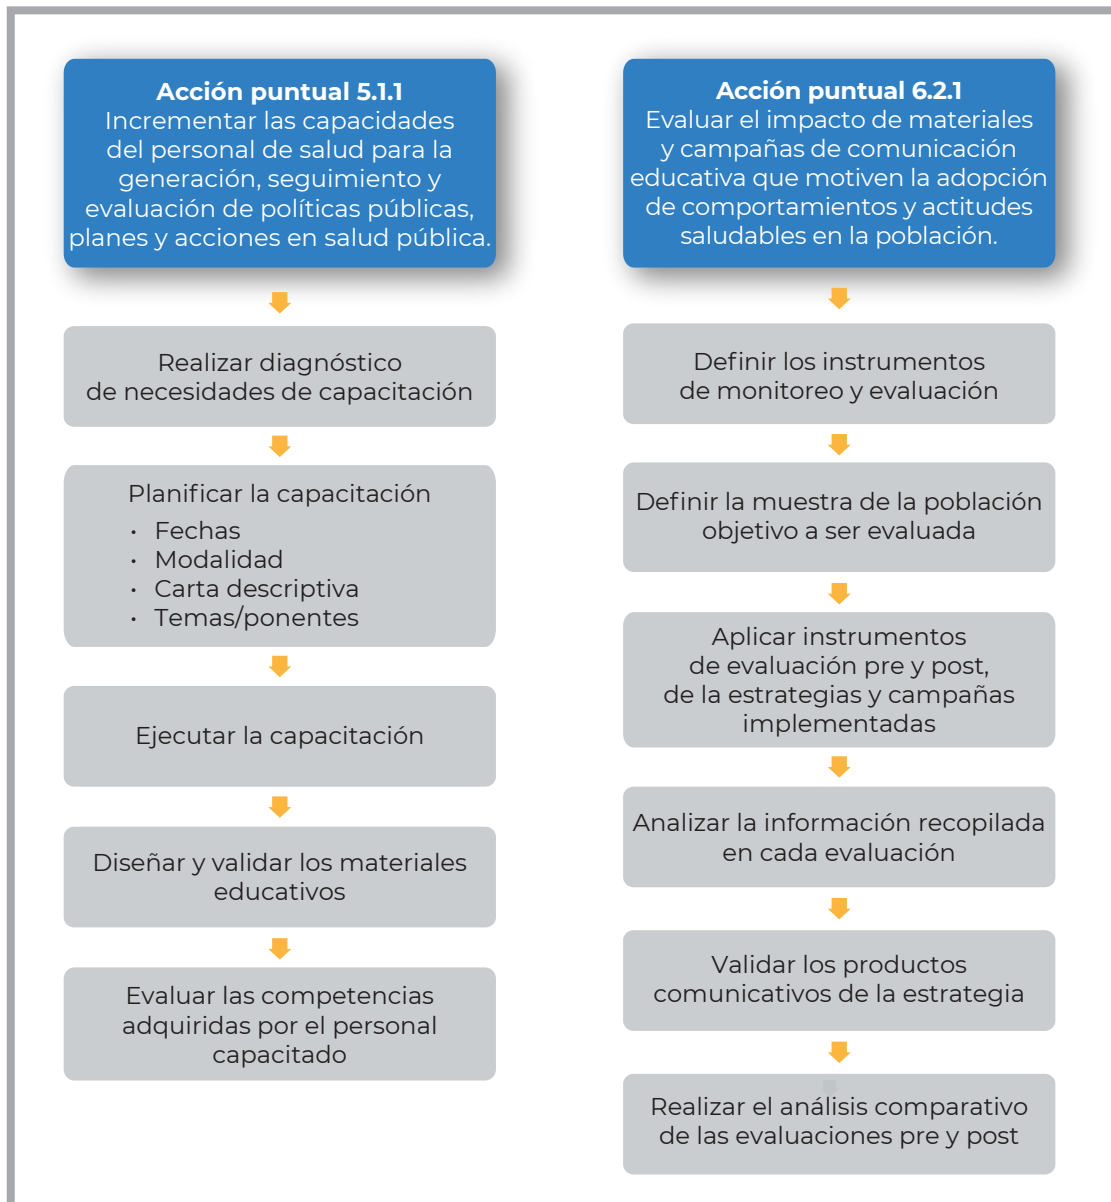 Acción puntual 5.1.1
Incrementar las capacidades
del personal de salud para la
generación, seguimiento y
evaluación de políticas públicas,
planes y acciones en salud pública.
Realizar diagnóstico
de necesidades de capacitación
Planificar la capacitación
• Fechas
• Modalidad
• Carta descriptiva
• Temas/ponentes
Ejecutar la capacitación
Diseñar y validar los materiales
educativos
Evaluar las competencias
adquiridas por el personal
capacitado
Acción puntual 6.2.1
Evaluar el impacto de materiales
y campañas de comunicación
educativa que motiven la adopción
de comportamientos y actitudes
saludables en la población.
Definir los instrumentos
de monitoreo y evaluación
Definir la muestra de la población
objetivo a ser evaluada
Aplicar instrumentos
de evaluación pre y post,
de la estrategias y campañas
implementadas
Analizar la información recopilada
en cada evaluación
Validar los productos
comunicativos de la estrategia
Realizar el análisis comparativo
de las evaluaciones pre y post